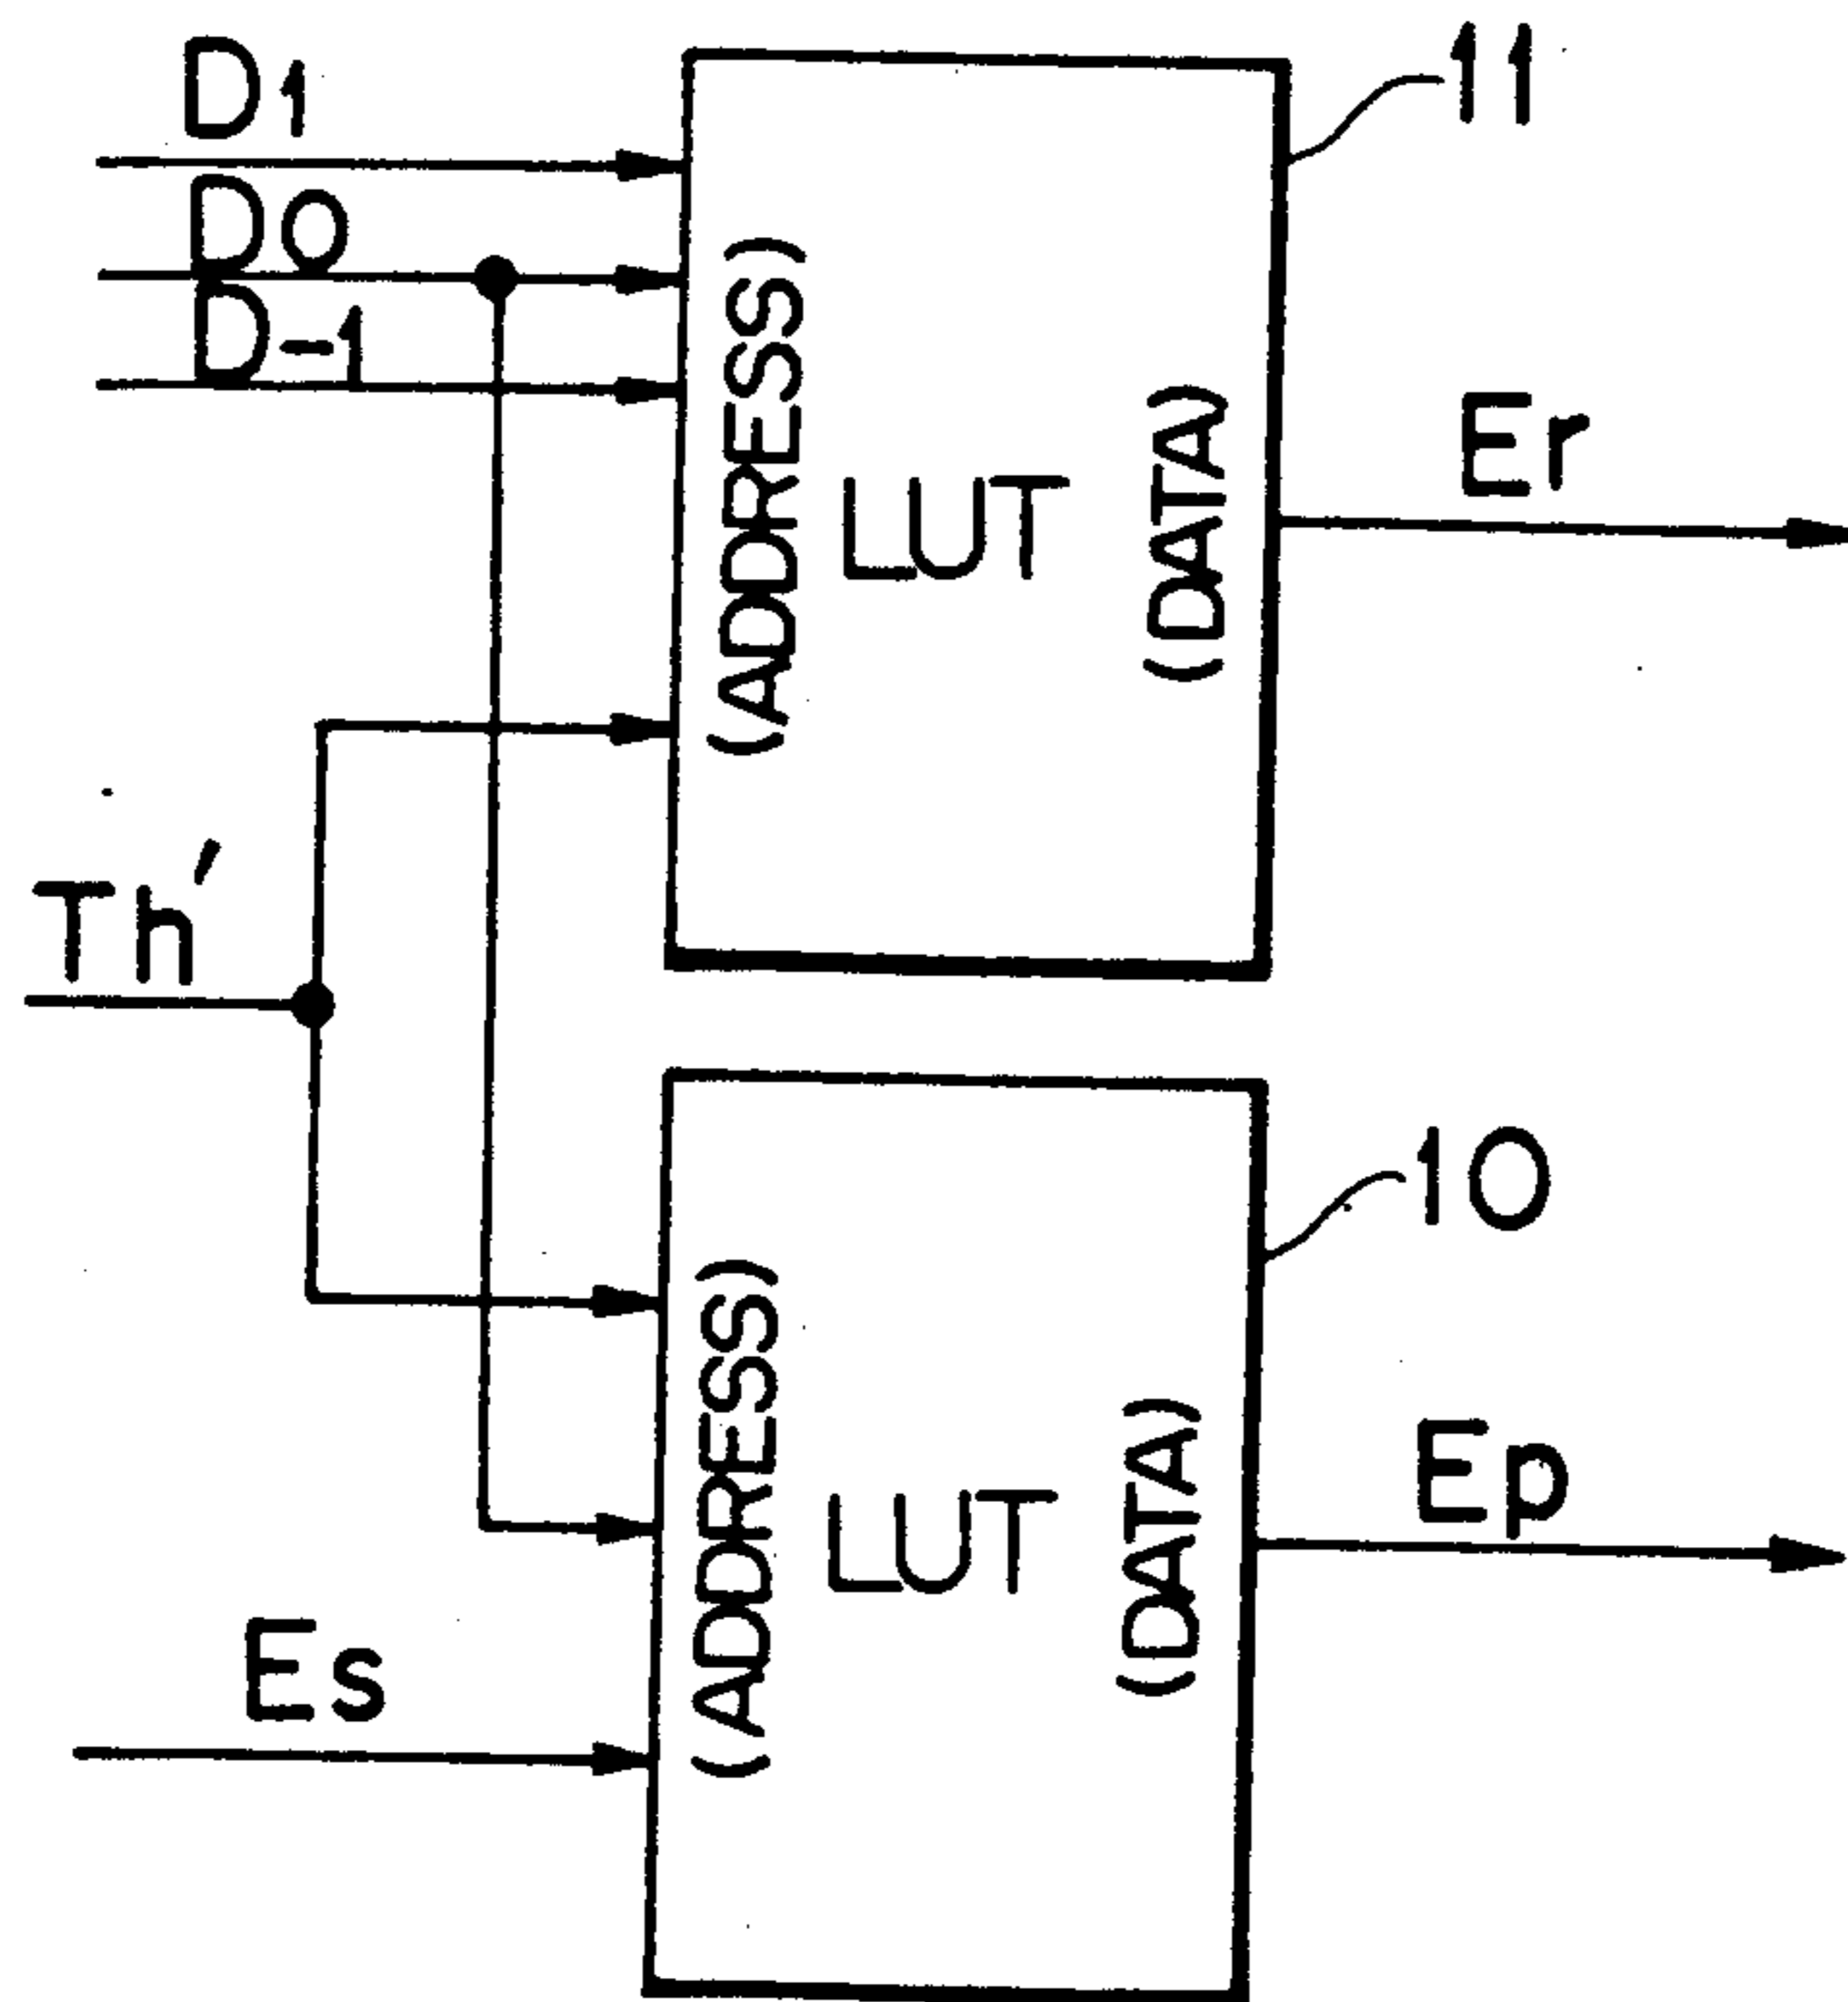 D1
11
Do
D-1
(ADDRESS)
LUT
(DATA)
Er
Th'
10
(ADDRESS)
LUT
(DATA)
Ep
Es